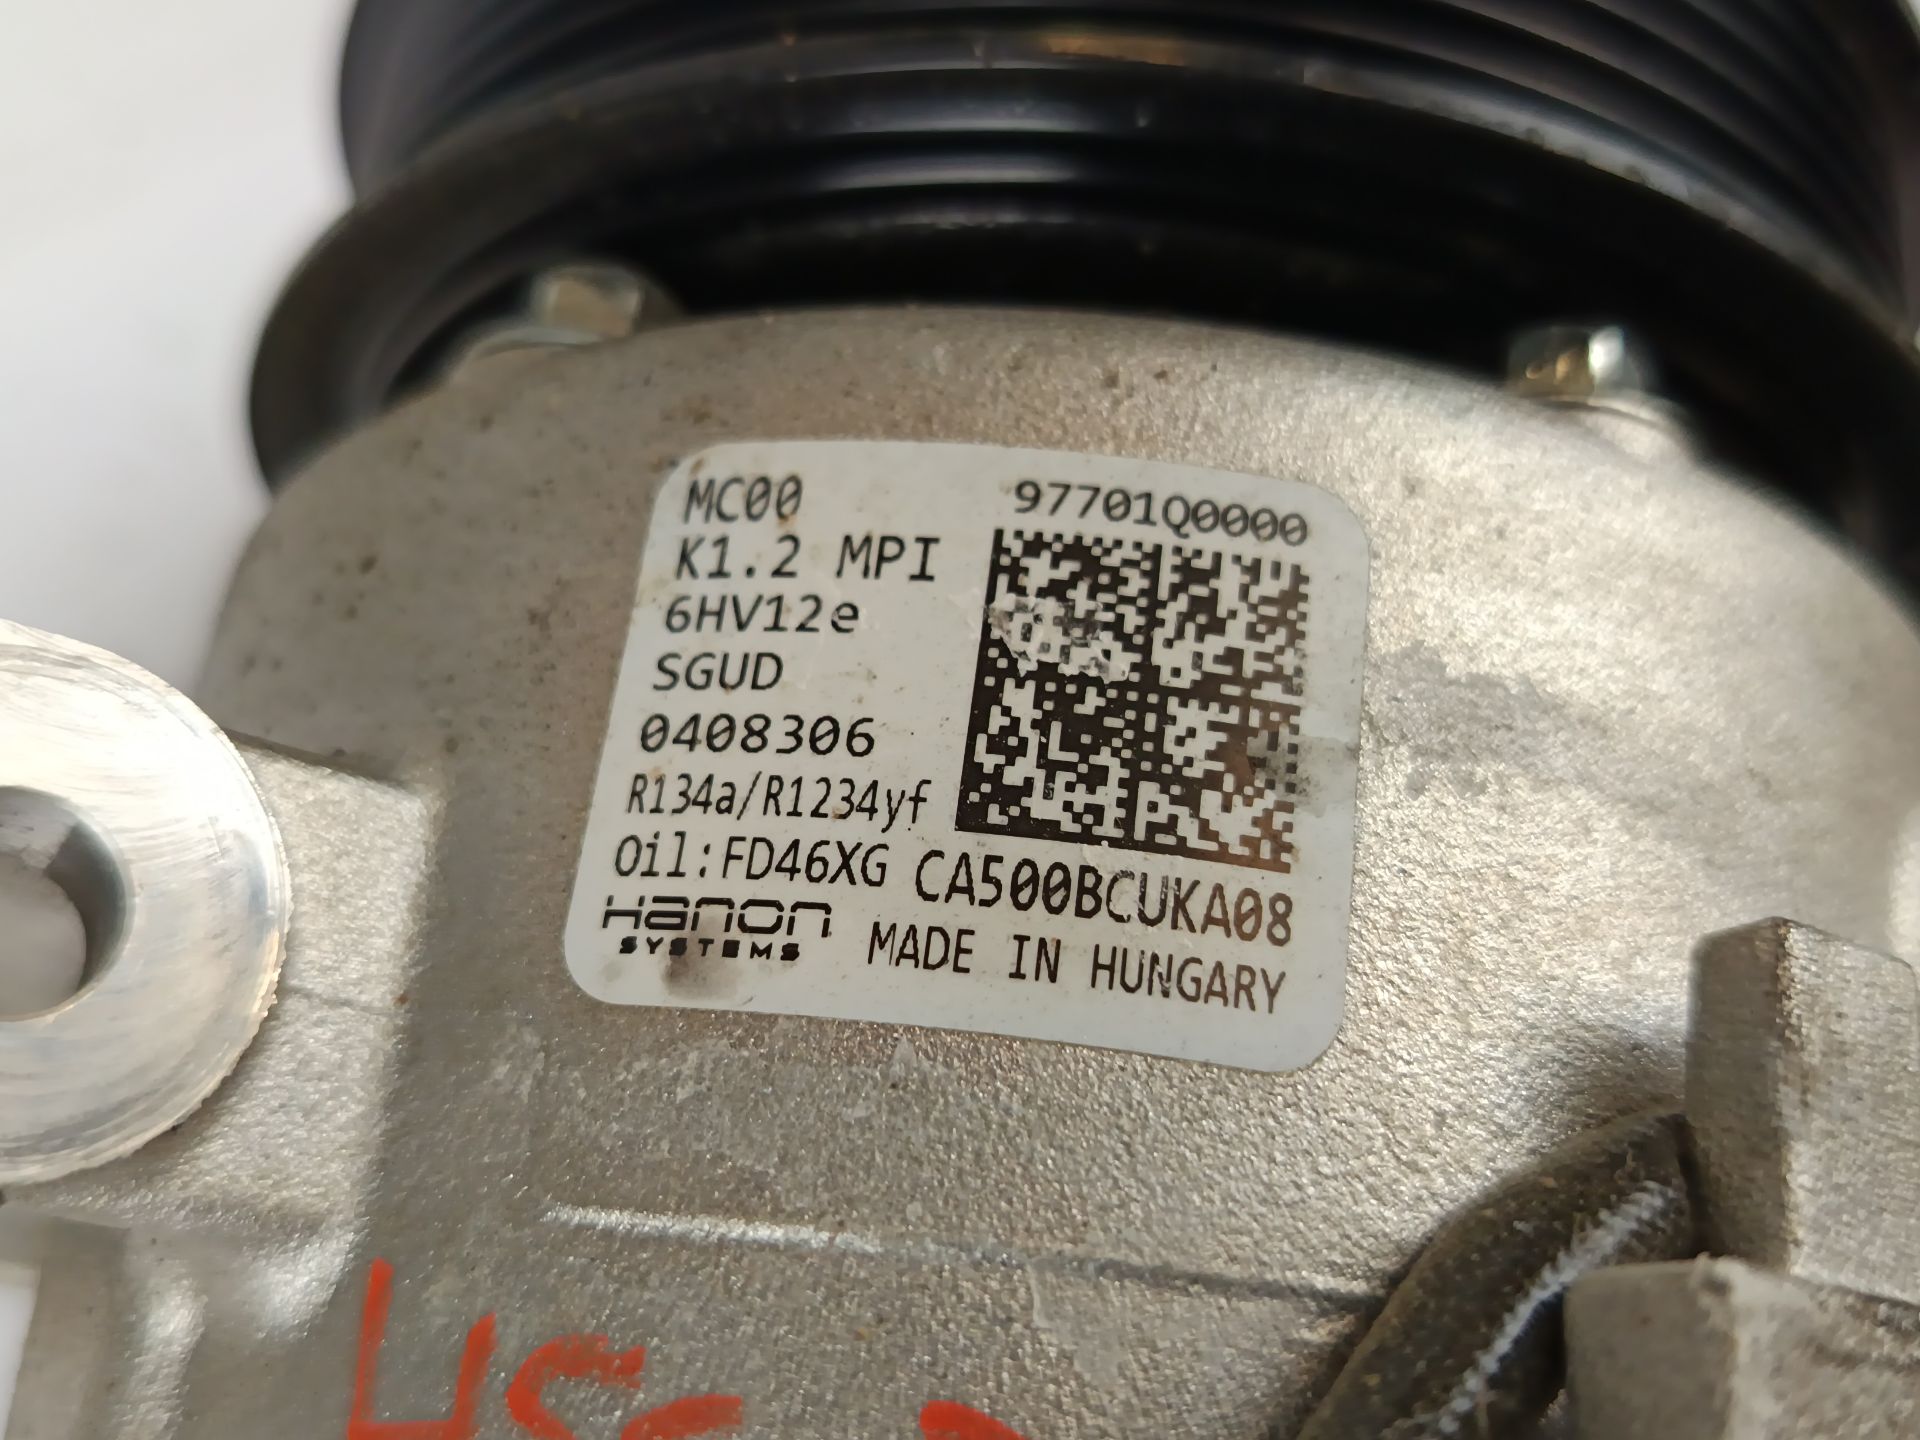 MC00
97701Q0000
K1.2 MPI
6HV12e
SGUD
0408306
R134a/R1234yf
Oil:FD46XG
CA500BCUKA08
Hanon
SYSTEMS
MADE IN HUNGARY